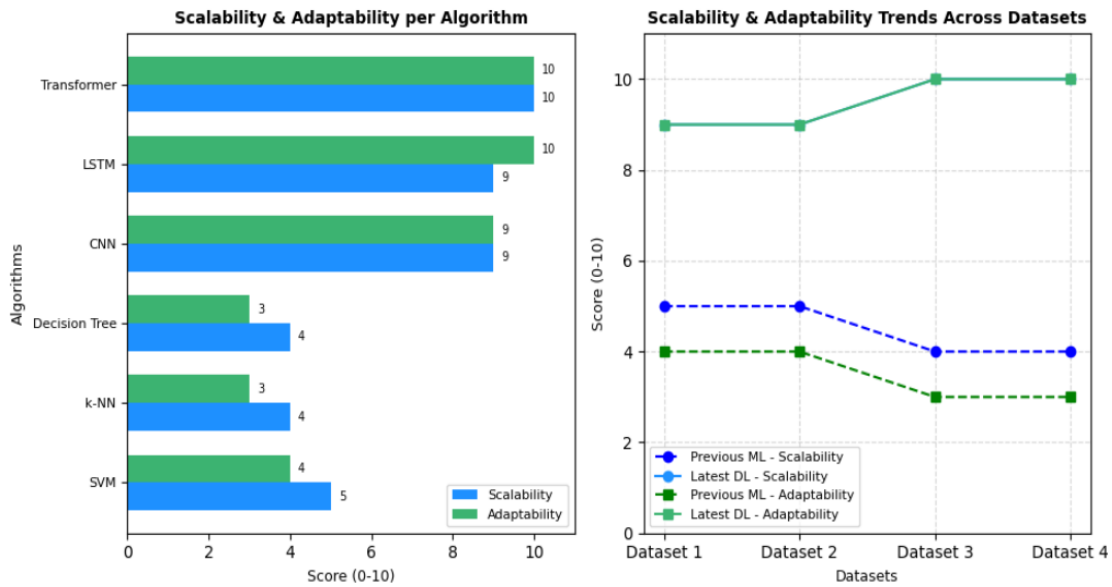 Scalability & Adaptability per Algorithm
Algorithms
Transformer
10
10
LSTM
10
9
CNN
9
9
Decision Tree
3
4
k-NN
3
4
SVM
4
5
Scalability
Adaptability
0 2 4 6 8 10
Score (0-10)
Scalability & Adaptability Trends Across Datasets
Score (0-10)
10
8
6
4
2
0
Previous ML - Scalability
Latest DL - Scalability
Previous ML - Adaptability
Latest DL - Adaptability
Dataset 1 Dataset 2 Dataset 3 Dataset 4
Datasets